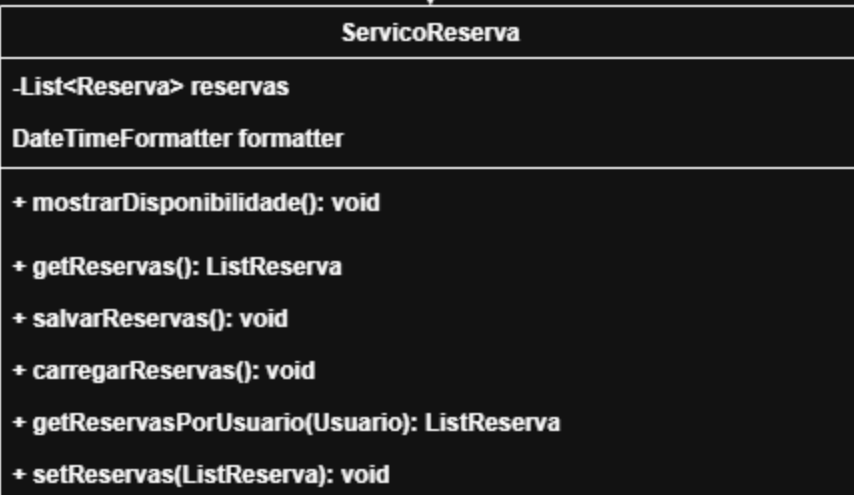 ServicoReserva
-List<Reserva> reservas
DateTimeFormatter formatter
+ mostrarDisponibilidade(): void
+ getReservas(): ListReserva
+ salvarReservas(): void
+ carregarReservas(): void
+ getReservasPorUsuario(Usuario): ListReserva
+ setReservas(ListReserva): void